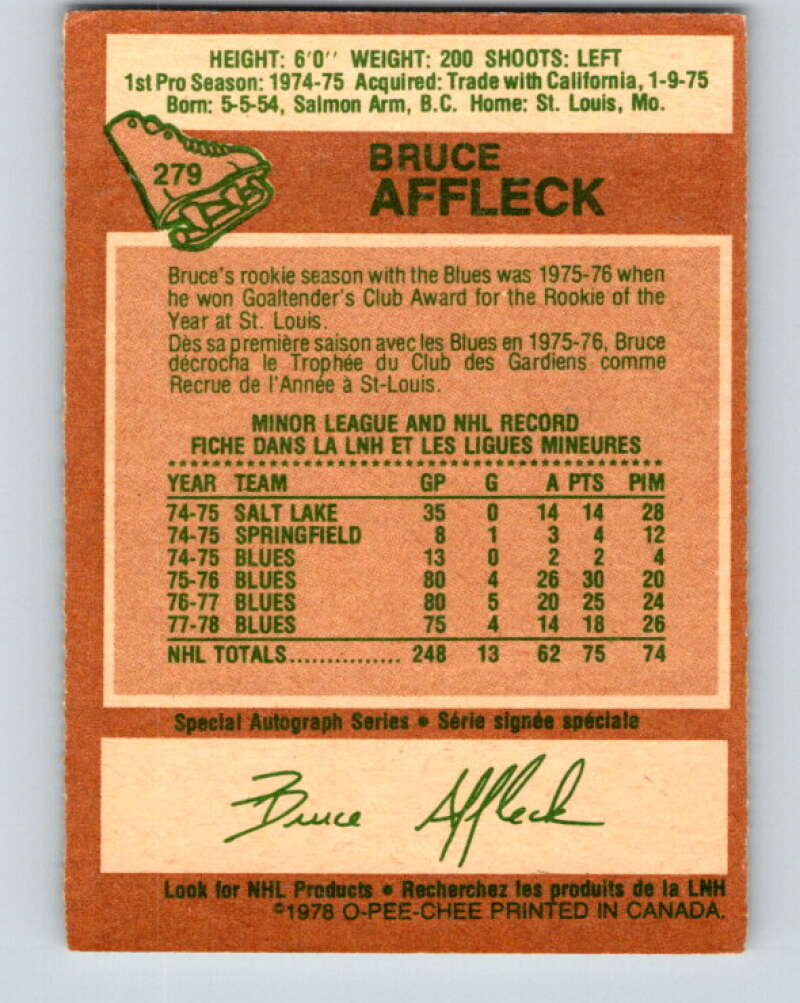 HEIGHT: 6'0'' WEIGHT: 200 SHOOTS: LEFT
1st Pro Season: 1974-75 Acquired: Trade with California, 1-9-75
Born: 5-5-54, Salmon Arm, B.C. Home: St. Louis, Mo.
279
BRUCE
AFFLECK
Bruce's rookie season with the Blues was 1975-76 when
he won Goaltender's Club Award for the Rookie of the
Year at St. Louis.
Dès sa première saison avec les Blues en 1975-76, Bruce
décrocha le Trophée du Club des Gardiens comme
Recrue de l'Année à St-Louis.
MINOR LEAGUE AND NHL RECORD
FICHE DANS LA LNH ET LES LIGUES MINEURES
YEAR TEAM GP G A PTS PIM
74-75 SALT LAKE 35 0 14 14 28
74-75 SPRINGFIELD 8 1 3 4 12
74-75 BLUES 13 0 2 2 4
75-76 BLUES 80 4 26 30 20
76-77 BLUES 80 5 20 25 24
77-78 BLUES 75 4 14 18 26
NHL TOTALS............... 248 13 62 75 74
Special Autograph Series • Série signée spéciale
Bruce Affleck
Look for NHL Products • Recherchez les produits de la LNH
©1978 O-PEE-CHEE PRINTED IN CANADA.